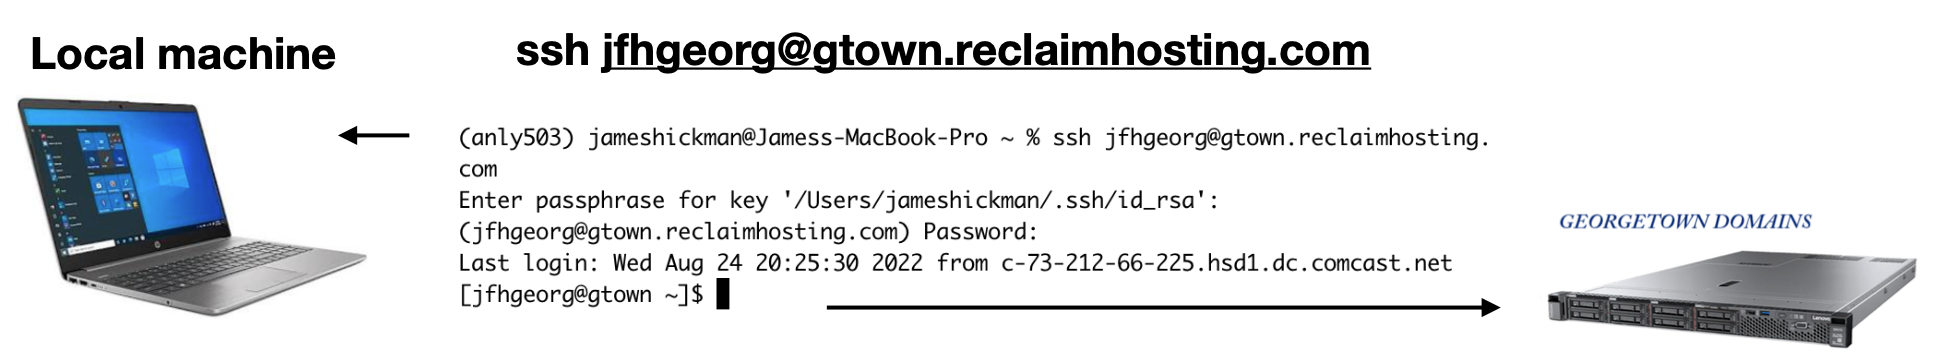 Local machine
ssh jfhgeorg@gtown.reclaimhosting.com
(anly503) jameshickman@Jamess-MacBook-Pro ~ % ssh jfhgeorg@gtown.reclaimhosting.
com
Enter passphrase for key '/Users/jameshickman/.ssh/id_rsa':
(jfhgeorg@gtown.reclaimhosting.com) Password:
Last login: Wed Aug 24 20:25:30 2022 from c-73-212-66-225.hsd1.dc.comcast.net
[jfhgeorg@gtown ~]$
GEORGETOWN DOMAINS
Lenovo